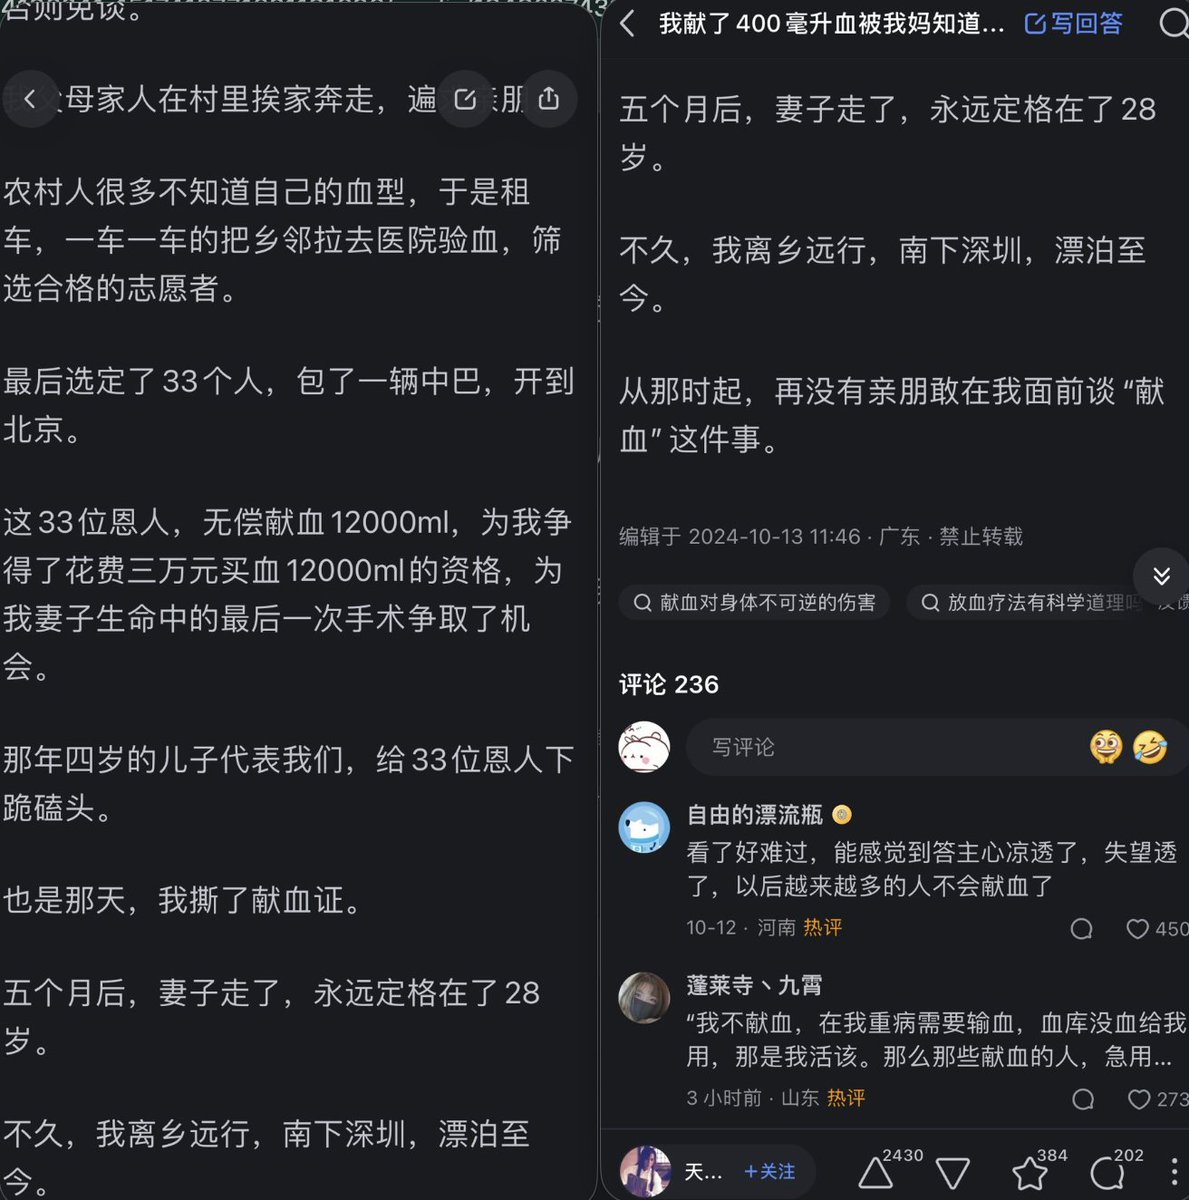 否则免谈。
父母家人在村里挨家奔走，遍
农村人很多不知道自己的血型，于是租
车，一车一车的把乡邻拉去医院验血，筛
选合格的志愿者。
最后选定了33个人，包了一辆中巴，开到
北京。
这33位恩人，无偿献血12000ml，为我争
得了花费三万元买血12000ml的资格，为
我妻子生命中的最后一次手术争取了机
会。
那年四岁的儿子代表我们，给33位恩人下
跪磕头。
也是那天，我撕了献血证。
五个月后，妻子走了，永远定格在了28
岁。
不久，我离乡远行，南下深圳，漂泊至
今。
我献了400毫升血被我妈知道...
写回答
五个月后，妻子走了，永远定格在了28
岁。
不久，我离乡远行，南下深圳，漂泊至
今。
从那时起，再没有亲朋敢在我面前谈“献
血”这件事。
编辑于 2024-10-13 11:46 · 广东 · 禁止转载
献血对身体不可逆的伤害
放血疗法有科学道理吗
评论 236
写评论
自由的漂流瓶
看了好难过，能感觉到答主心凉透了，失望透
了，以后越来越多的人不会献血了
10-12 · 河南 热评
450
蓬莱寺丶九霄
“我不献血，在我重病需要输血，血库没血给我
用，那是我活该。那么那些献血的人，急用...
3 小时前 · 山东 热评
273
天...
+关注
2430
384
202